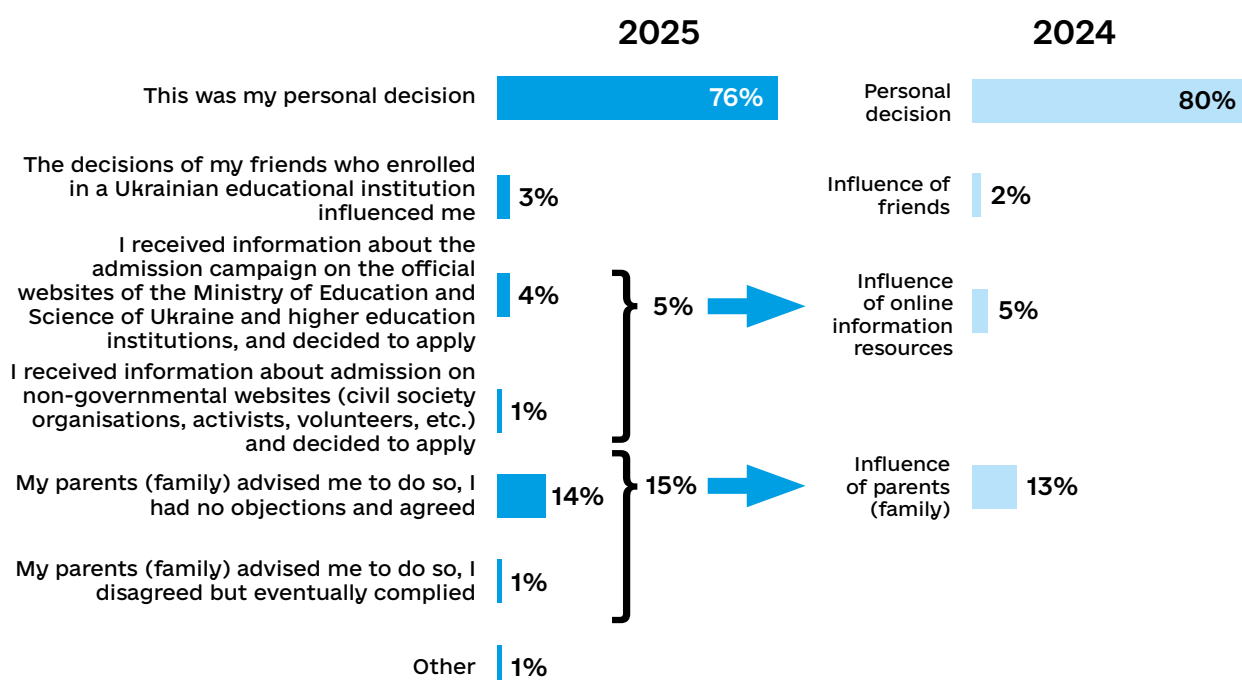 2025
2024
This was my personal decision
76%
Personal
decision
80%
The decisions of my friends who enrolled
in a Ukrainian educational institution
influenced me
3%
Influence of
friends
2%
I received information about the
admission campaign on the official
websites of the Ministry of Education and
Science of Ukraine and higher education
institutions, and decided to apply
4%
5%
Influence
of online
information
resources
5%
I received information about admission on
non-governmental websites (civil society
organisations, activists, volunteers, etc.)
and decided to apply
1%
My parents (family) advised me to do so, I
had no objections and agreed
14%
15%
Influence
of parents
(family)
13%
My parents (family) advised me to do so, I
disagreed but eventually complied
1%
Other
1%